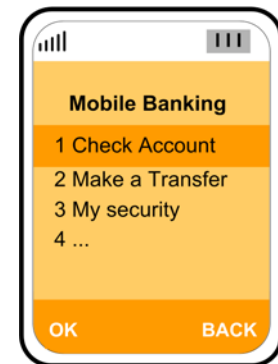 Mobile Banking
1 Check Account
2 Make a Transfer
3 My security
4 ...
OK BACK